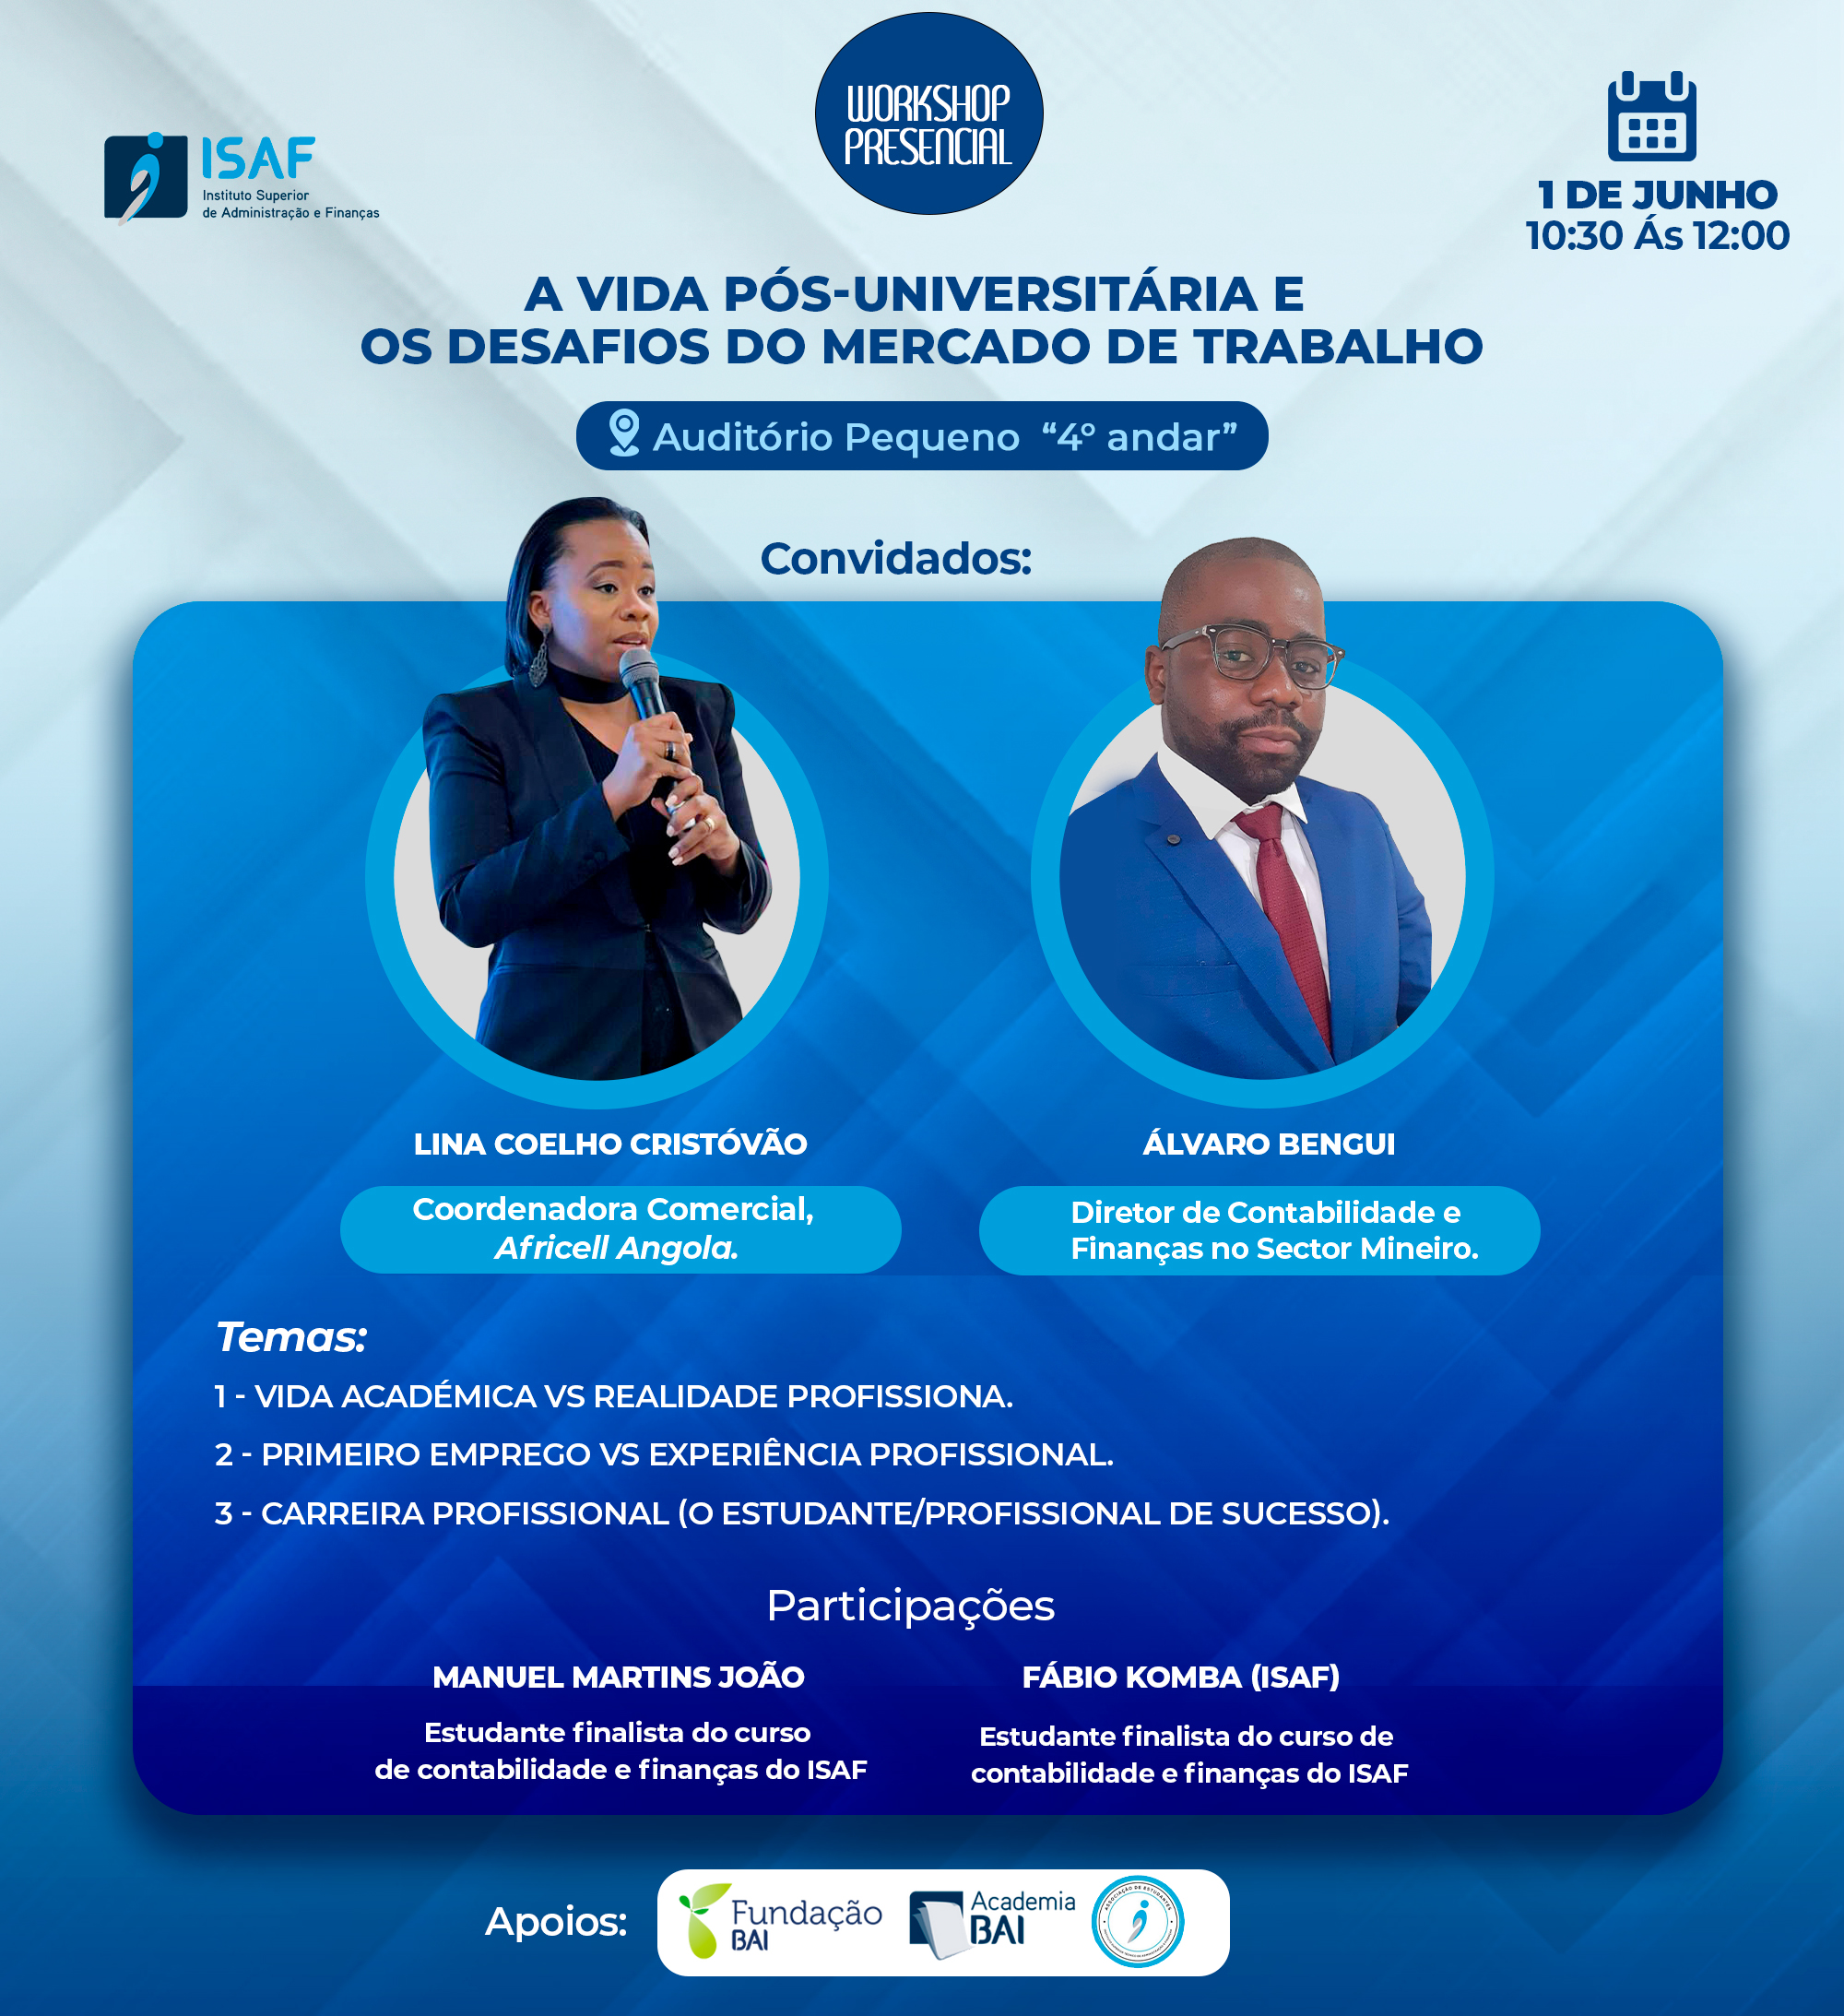 WORKSHOP
PRESENCIAL
ISAF
Instituto Superior
de Administração e Finanças
1 DE JUNHO
10:30 Ás 12:00
A VIDA PÓS-UNIVERSITÁRIA E
OS DESAFIOS DO MERCADO DE TRABALHO
Auditório Pequeno “4º andar”
Convidados:
LINA COELHO CRISTÓVÃO
Coordenadora Comercial,
Africell Angola.
ÁLVARO BENGUI
Diretor de Contabilidade e
Finanças no Sector Mineiro.
Temas:
1 - VIDA ACADÉMICA VS REALIDADE PROFISSIONA.
2 - PRIMEIRO EMPREGO VS EXPERIÊNCIA PROFISSIONAL.
3 - CARREIRA PROFISSIONAL (O ESTUDANTE/PROFISSIONAL DE SUCESSO).
Participações
MANUEL MARTINS JOÃO
Estudante finalista do curso
de contabilidade e finanças do ISAF
FÁBIO KOMBA (ISAF)
Estudante finalista do curso de
contabilidade e finanças do ISAF
Apoios:
Fundação
BAI
Academia
BAI
ASSOCIAÇÃO DE ESTUDANTES